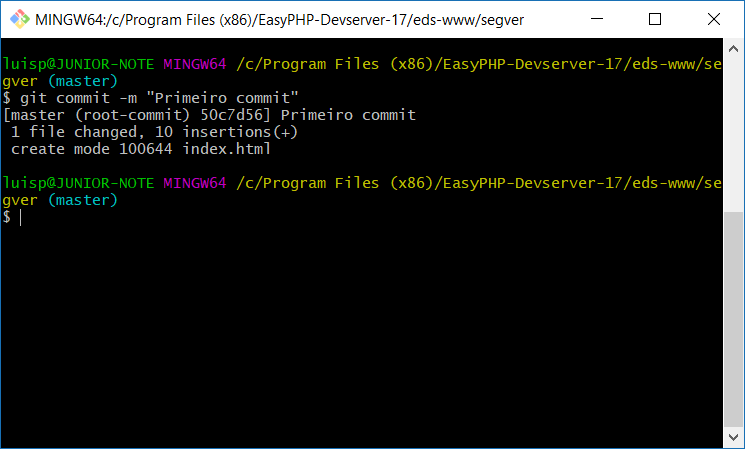 MINGW64:/c/Program Files (x86)/EasyPHP-Devserver-17/eds-www/segver
luisp@JUNIOR-NOTE MINGW64 /c/Program Files (x86)/EasyPHP-Devserver-17/eds-www/se
gver (master)
$ git commit -m "Primeiro commit"
[master (root-commit) 50c7d56] Primeiro commit
 1 file changed, 10 insertions(+)
 create mode 100644 index.html
luisp@JUNIOR-NOTE MINGW64 /c/Program Files (x86)/EasyPHP-Devserver-17/eds-www/se
gver (master)
$